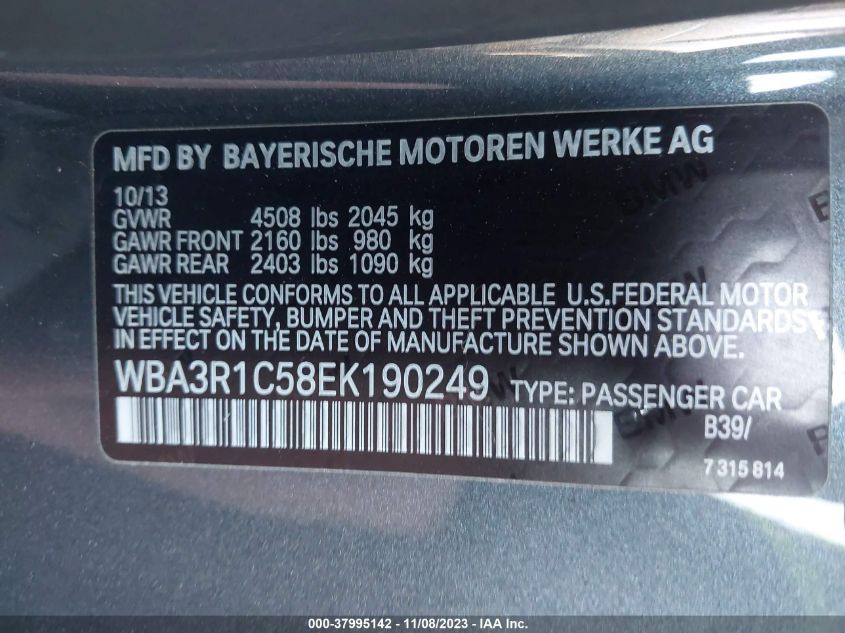 MFD BY BAYERISCHE MOTOREN WERKE AG
10/13
GVWR 4508 lbs 2045 kg
GAWR FRONT 2160 lbs 980 kg
GAWR REAR 2403 lbs 1090 kg
THIS VEHICLE CONFORMS TO ALL APPLICABLE U.S.FEDERAL MOTOR
VEHICLE SAFETY, BUMPER AND THEFT PREVENTION STANDARDS
IN EFFECT ON THE DATE OF MANUFACTURE SHOWN ABOVE.
WBA3R1C58EK190249 TYPE: PASSENGER CAR
B39/
7 315 814
BMW
000-37995142 - 11/08/2023 - IAA Inc.